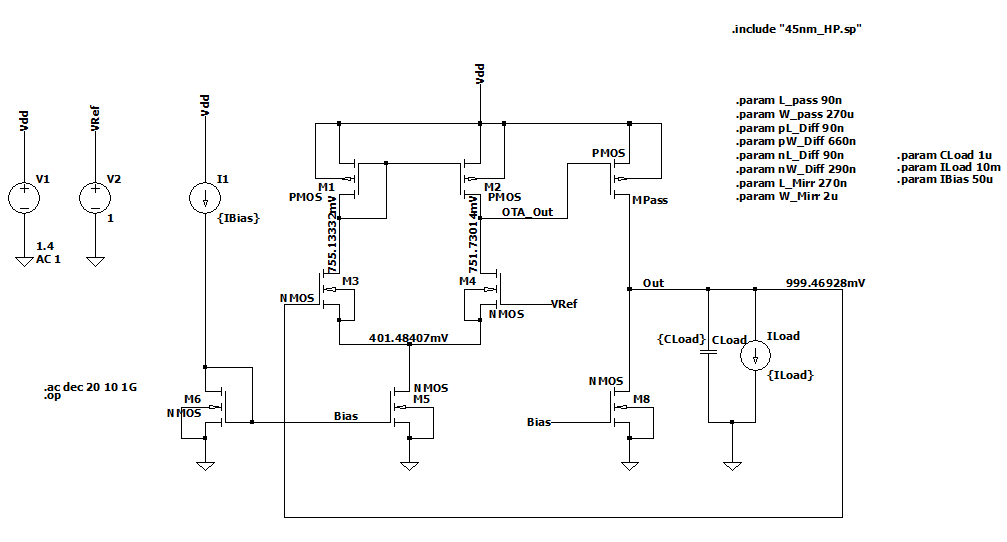 .include "45nm_HP.sp"
Vdd
Vdd
VRef
Vdd
.param L_pass 90n
.param W_pass 270u
.param pL_Diff 90n
.param pW_Diff 660n
.param nL_Diff 90n
.param nW_Diff 290n
.param L_Mirr 270n
.param W_Mirr 2u
.param CLoad 1u
.param ILoad 10m
.param IBias 50u
V1
1.4
AC 1
V2
1
I1
{IBias}
M1
PMOS
M2
PMOS
PMOS
MPass
755.13332mV
751.73014mV
OTA_Out
M3
NMOS
M4
NMOS
VRef
Out
999.46928mV
401.48407mV
{CLoad}
CLoad
ILoad
{ILoad}
.ac dec 20 10 1G
.op
M6
NMOS
Bias
NMOS
M5
Bias
NMOS
M8